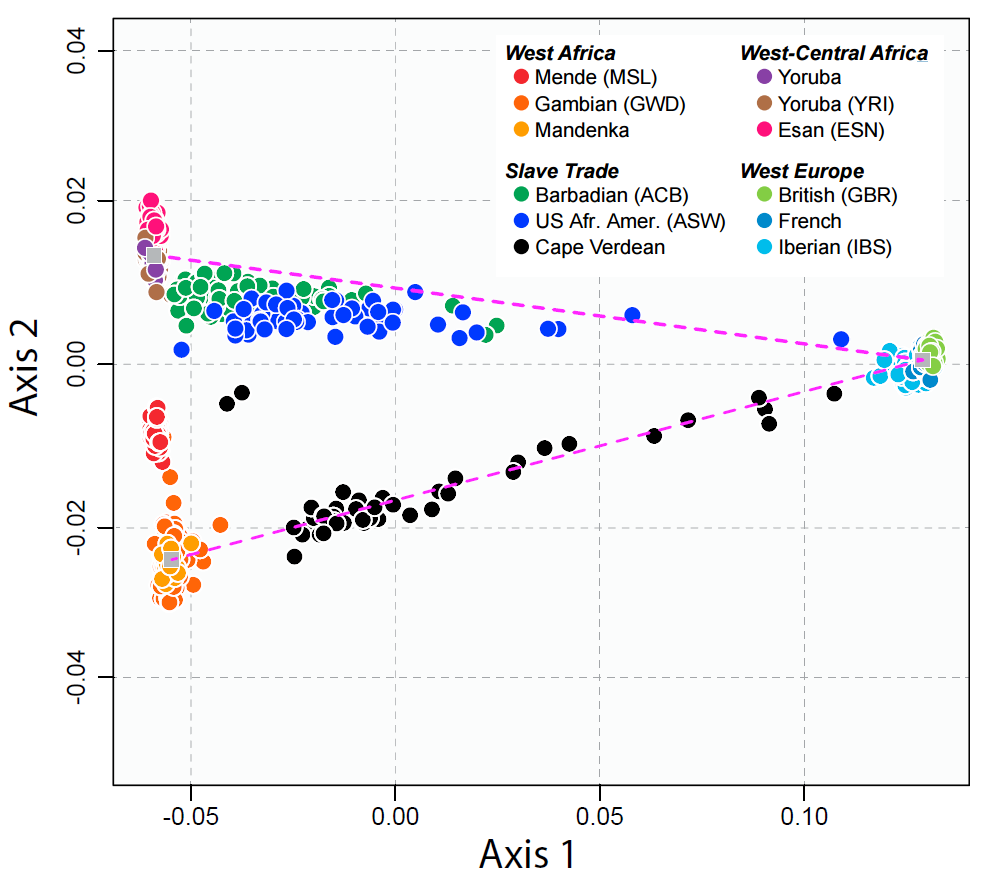 West Africa
Mende (MSL)
Gambian (GWD)
Mandenka
West-Central Africa
Yoruba
Yoruba (YRI)
Esan (ESN)
Slave Trade
Barbadian (ACB)
US Afr. Amer. (ASW)
Cape Verdean
West Europe
British (GBR)
French
Iberian (IBS)
Axis 2
0.04
0.02
0.00
-0.02
-0.04
-0.05
0.00
0.05
0.10
Axis 1